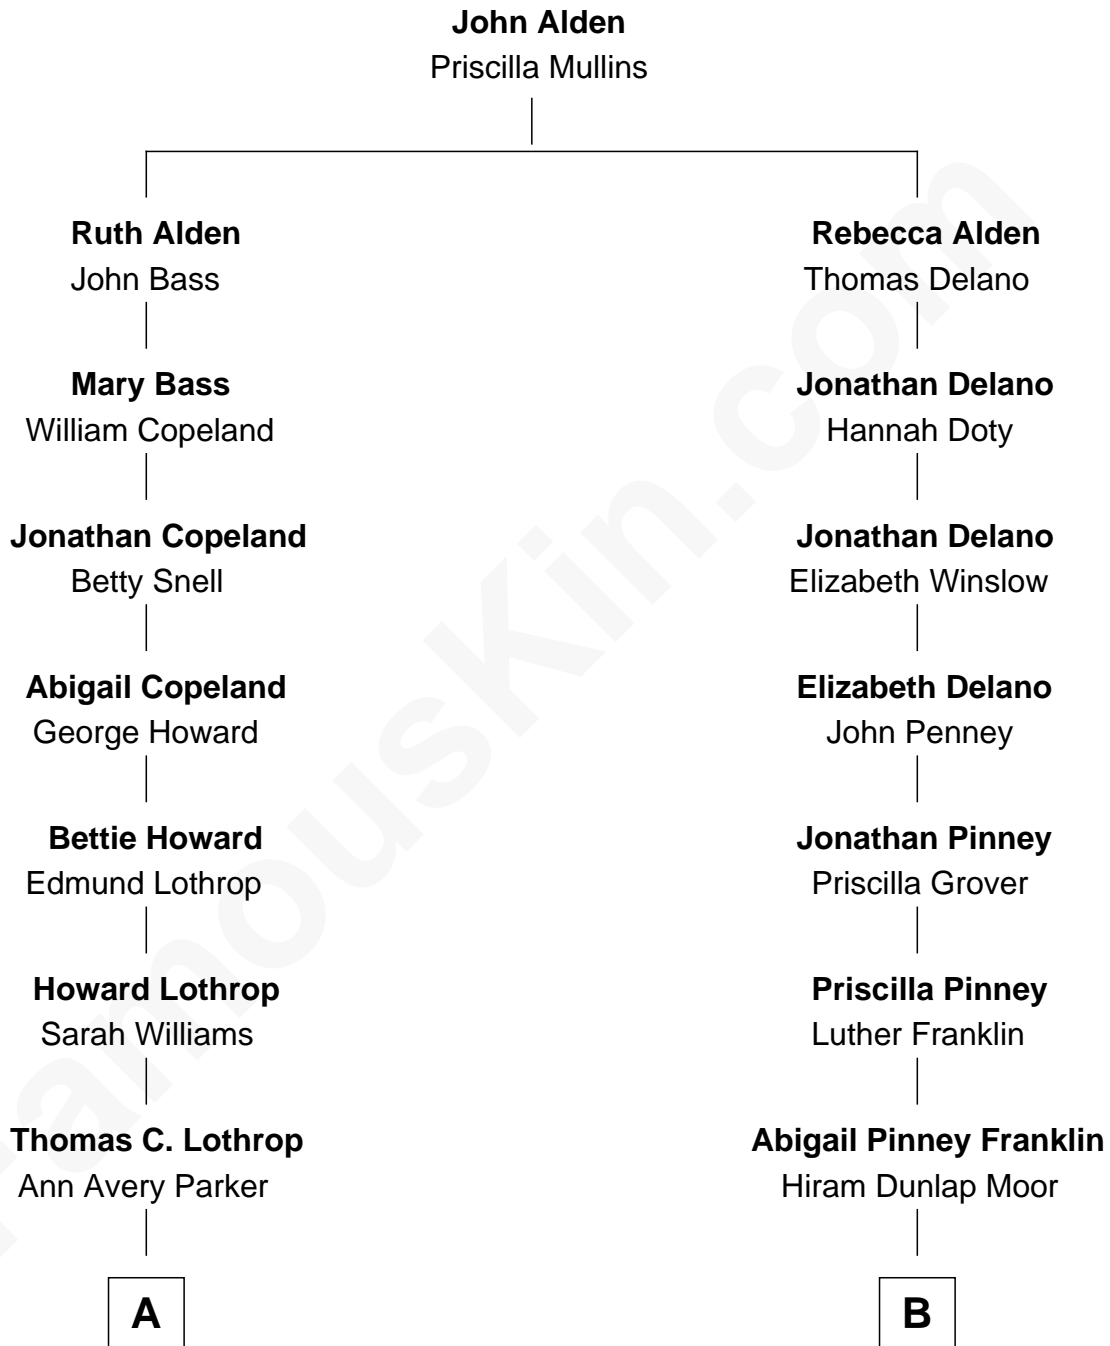 John Alden
Priscilla Mullins
Ruth Alden
John Bass
Rebecca Alden
Thomas Delano
Mary Bass
William Copeland
Jonathan Delano
Hannah Doty
Jonathan Copeland
Betty Snell
Jonathan Delano
Elizabeth Winslow
Abigail Copeland
George Howard
Elizabeth Delano
John Penney
Bettie Howard
Edmund Lothrop
Jonathan Pinney
Priscilla Grover
Howard Lothrop
Sarah Williams
Priscilla Pinney
Luther Franklin
Thomas C. Lothrop
Ann Avery Parker
Abigail Pinney Franklin
Hiram Dunlap Moor
A
B
FamousKin.com